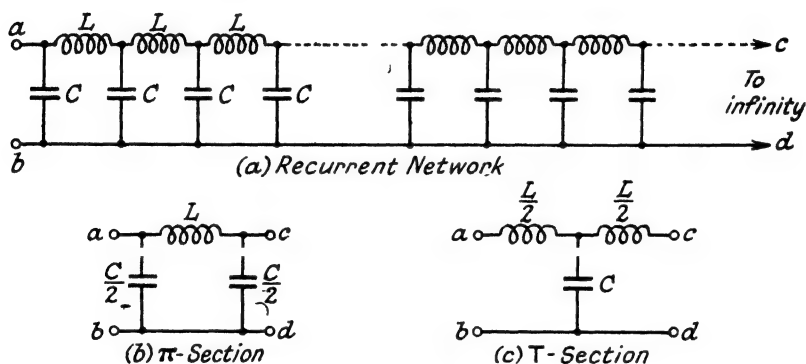 L L L
a c
C C C C
To
infinity
b d
(a) Recurrent Network
L
a c
C/2 C/2
b d
(b) π-Section
L/2 L/2
a c
C
b d
(c) T-Section